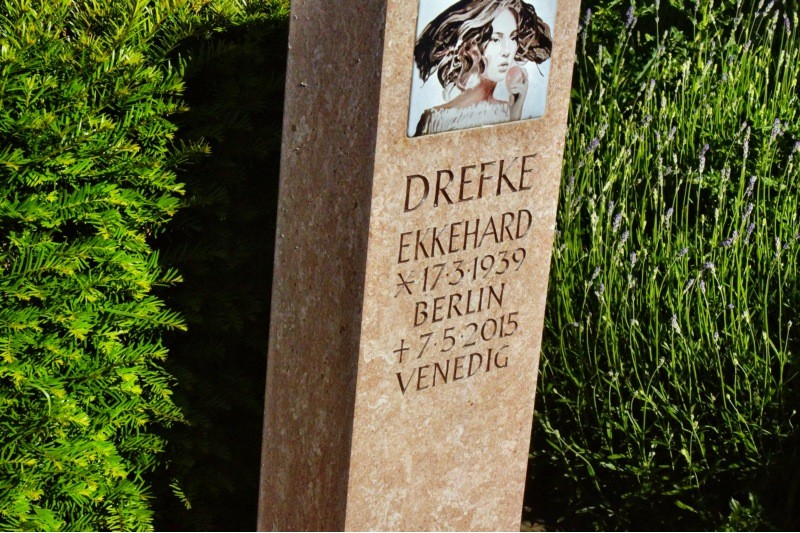 DREFKE
EKKEHARD
* 17·3·1939
BERLIN
+ 7·5·2015
VENEDIG